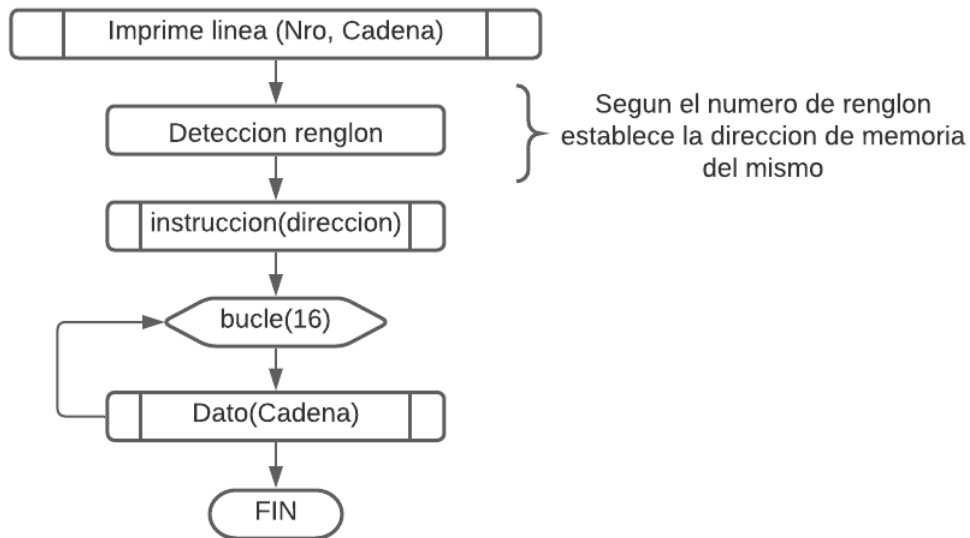 Imprime linea (Nro, Cadena)
Deteccion renglon
Segun el numero de renglon
establece la direccion de memoria
del mismo
instruccion(direccion)
bucle(16)
Dato(Cadena)
FIN